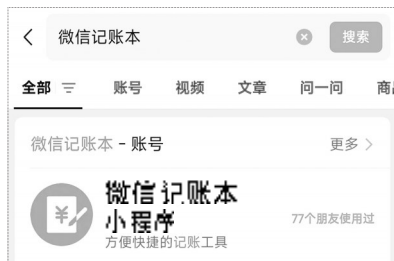 微信记账本
搜索
全部 账号 视频 文章 问一问 商品
微信记账本 - 账号
更多
微信记账本
小程序
77个朋友使用过
方便快捷的记账工具